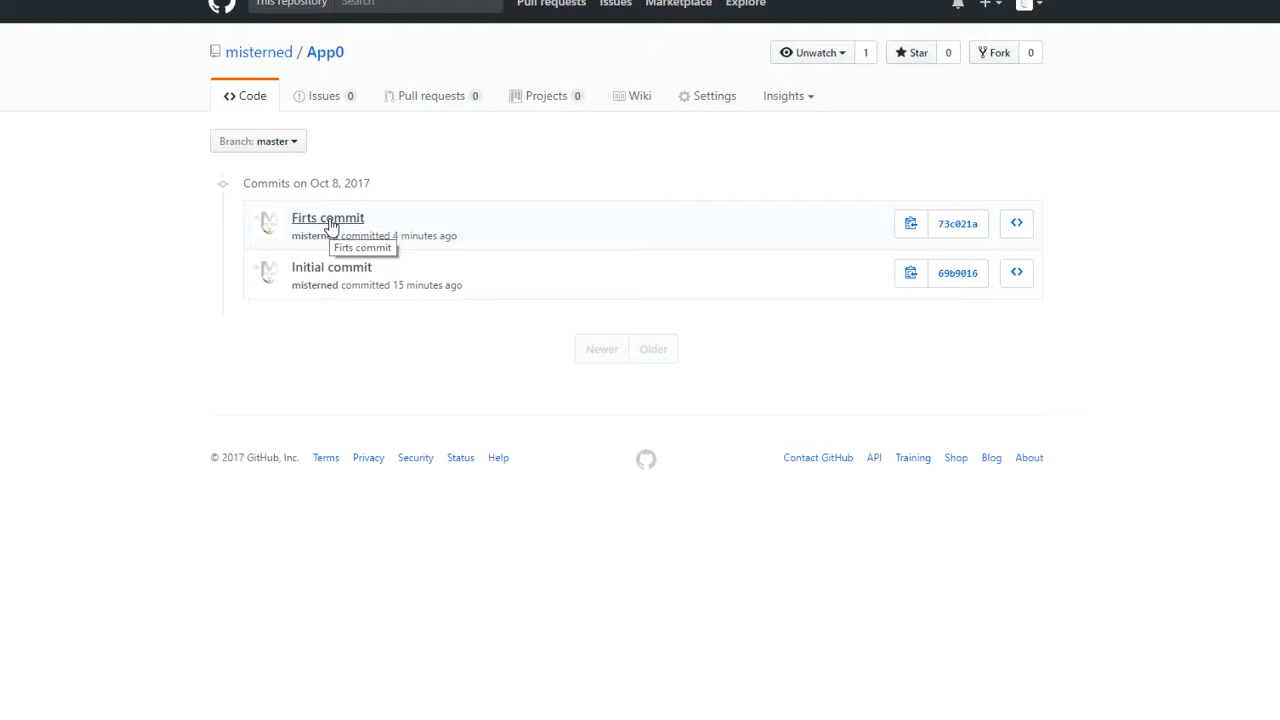 This repository Search Pull requests Issues Marketplace Explore
misterned / App0 Unwatch 1 Star 0 Fork 0
Code Issues 0 Pull requests 0 Projects 0 Wiki Settings Insights
Branch: master
Commits on Oct 8, 2017
Firts commit
misterned committed 4 minutes ago 73c021a
Firts commit
Initial commit
misterned committed 15 minutes ago 69b9016
Newer Older
© 2017 GitHub, Inc. Terms Privacy Security Status Help Contact GitHub API Training Shop Blog About